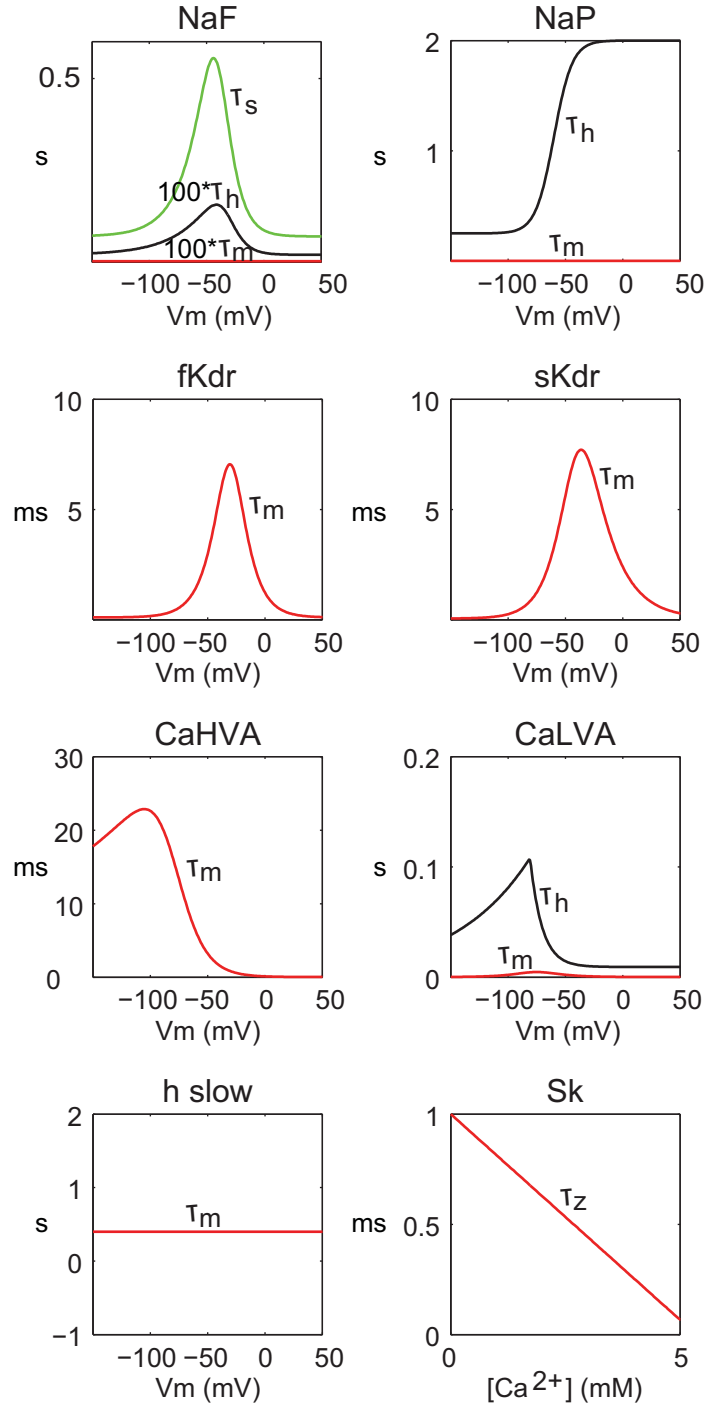 NaF
0.5
s
τs
100*τh
100*τm
−100 −50 0 50
Vm (mV)
NaP
2
s
1
τh
τm
−100 −50 0 50
Vm (mV)
fKdr
10
ms
5
τm
−100 −50 0 50
Vm (mV)
sKdr
10
ms
5
τm
−100 −50 0 50
Vm (mV)
CaHVA
30
20
ms
10
0
τm
−100 −50 0 50
Vm (mV)
CaLVA
0.2
0.1
s
0
τh
τm
−100 −50 0 50
Vm (mV)
h slow
2
1
s
0
−1
τm
−100 −50 0 50
Vm (mV)
Sk
1
ms
0.5
0
τz
0 5
[Ca2+] (mM)